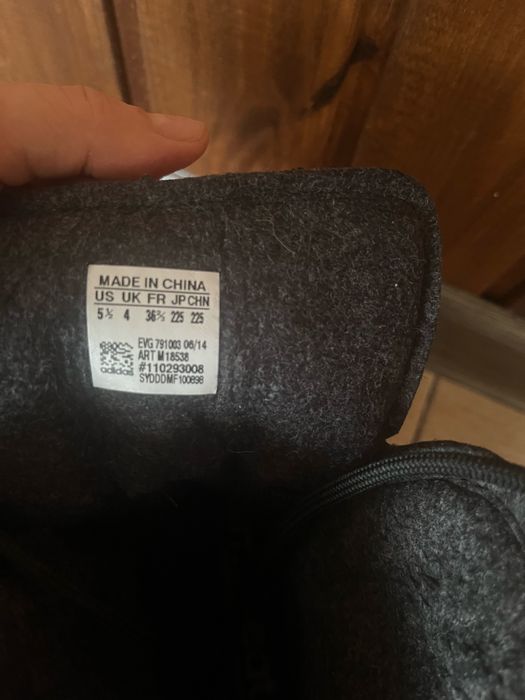 MADE IN CHINA
US UK FR JP CHN
5½ 4 36⅔ 225 225
EVG 791003 06/14
ART M18538
adidas #110293008
SYDDDMF100898